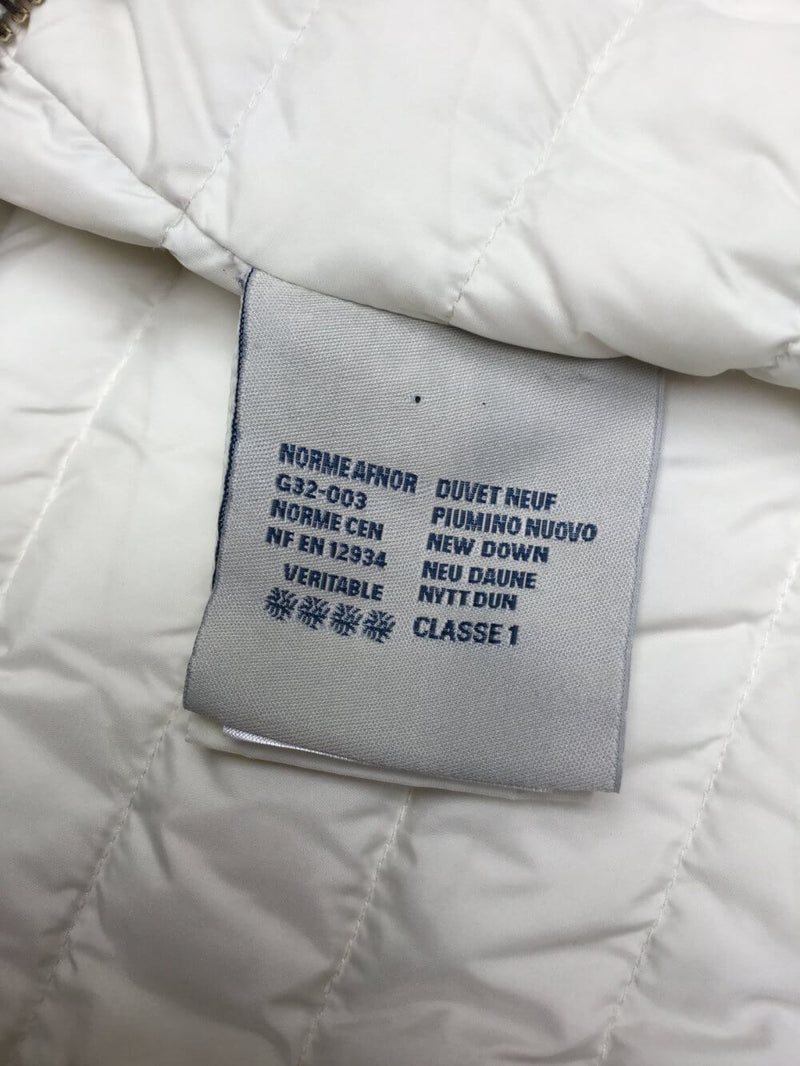 NORME AFNOR
G32-003
NORME CEN
NF EN 12934
VERITABLE
DUVET NEUF
PIUMINO NUOVO
NEW DOWN
NEU DAUNE
NYTT DUN
CLASSE 1